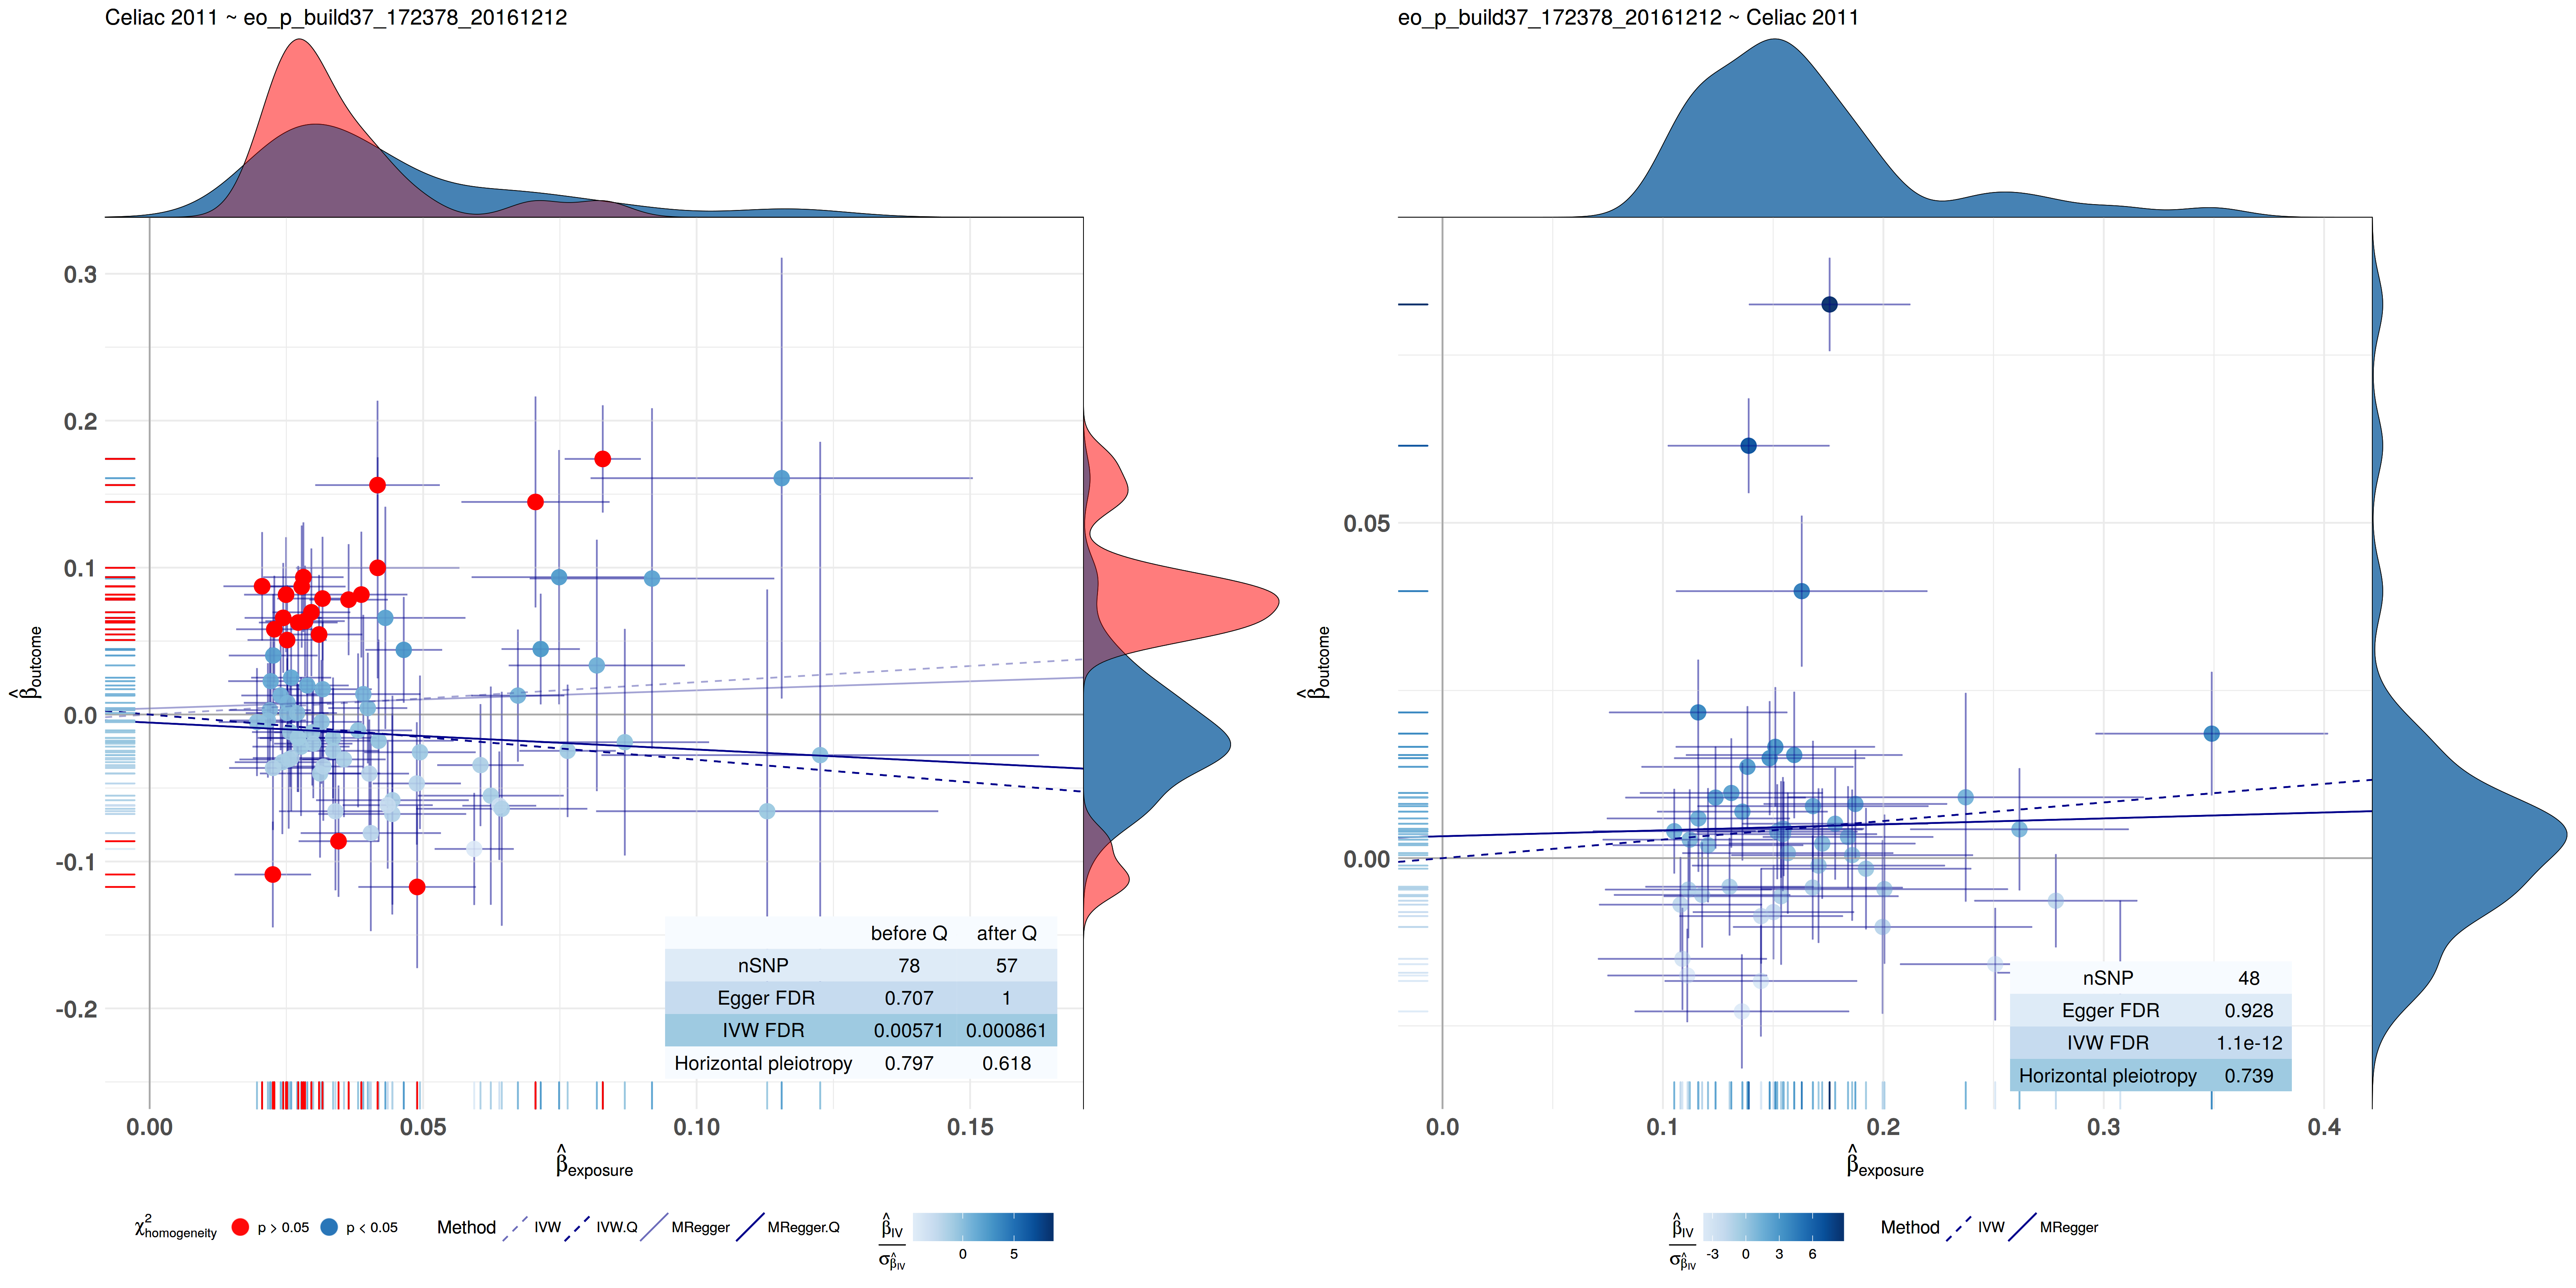 Celiac 2011 ~ eo_p_build37_172378_20161212
0.3
0.2
0.1
0.0
-0.1
-0.2
β̂outcome
before Q after Q
nSNP 78 57
Egger FDR 0.707 1
IVW FDR 0.00571 0.000861
Horizontal pleiotropy 0.797 0.618
0.00 0.05 0.10 0.15
β̂exposure
χ²homogeneity p > 0.05 p < 0.05 Method IVW IVW.Q MRegger MRegger.Q β̂IV / σβ̂IV 0 5
eo_p_build37_172378_20161212 ~ Celiac 2011
0.05
0.00
β̂outcome
nSNP 48
Egger FDR 0.928
IVW FDR 1.1e-12
Horizontal pleiotropy 0.739
0.0 0.1 0.2 0.3 0.4
β̂exposure
β̂IV / σβ̂IV -3 0 3 6 Method IVW MRegger